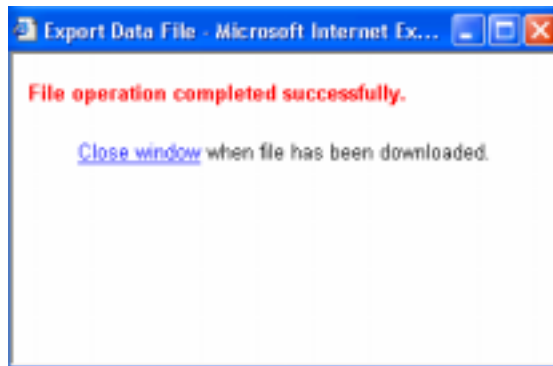 Export Data File - Microsoft Internet Ex...
File operation completed successfully.
Close window when file has been downloaded.